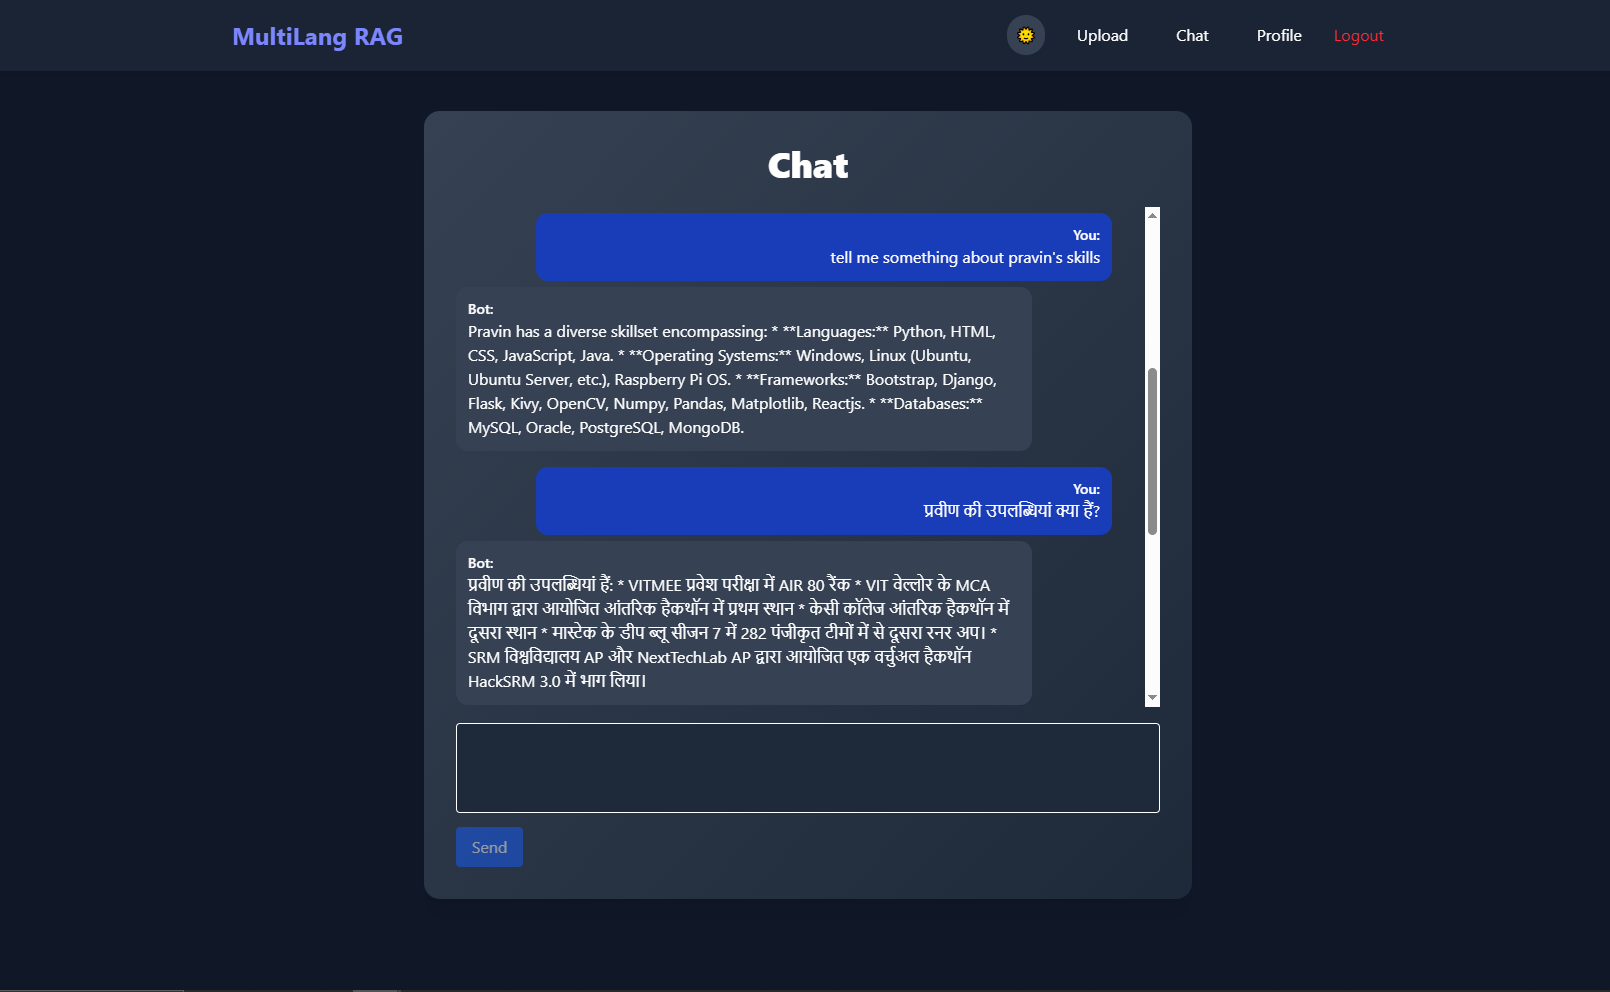 MultiLang RAG
Upload
Chat
Profile
Logout
Chat
You:
tell me something about pravin's skills
Bot:
Pravin has a diverse skillset encompassing: * **Languages:** Python, HTML,
CSS, JavaScript, Java. * **Operating Systems:** Windows, Linux (Ubuntu,
Ubuntu Server, etc.), Raspberry Pi OS. * **Frameworks:** Bootstrap, Django,
Flask, Kivy, OpenCV, Numpy, Pandas, Matplotlib, Reactjs. * **Databases:**
MySQL, Oracle, PostgreSQL, MongoDB.
You:
प्रवीण की उपलब्धियां क्या हैं?
Bot:
प्रवीण की उपलब्धियां हैं: * VITMEE प्रवेश परीक्षा में AIR 80 रैंक * VIT वेल्लोर के MCA
विभाग द्वारा आयोजित आंतरिक हैकथॉन में प्रथम स्थान * केसी कॉलेज आंतरिक हैकथॉन में
दूसरा स्थान * मास्टेक के डीप ब्लू सीजन 7 में 282 पंजीकृत टीमों में से दूसरा रनर अप। *
SRM विश्वविद्यालय AP और NextTechLab AP द्वारा आयोजित एक वर्चुअल हैकथॉन
HackSRM 3.0 में भाग लिया।
Send